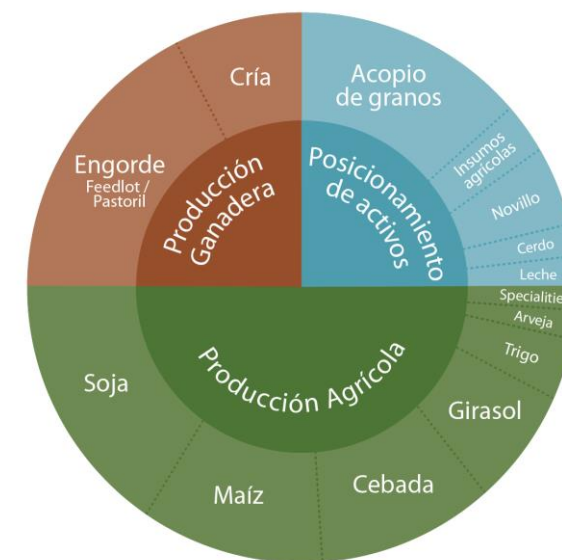 Cría
Engorde
Feedlot /
Pastoril
Producción
Ganadera
Acopio
de granos
Insumos
agrícolas
Novillo
Cerdo
Leche
Posicionamiento
de activos
Specialitie
Arveja
Trigo
Girasol
Cebada
Maíz
Soja
Producción Agrícola